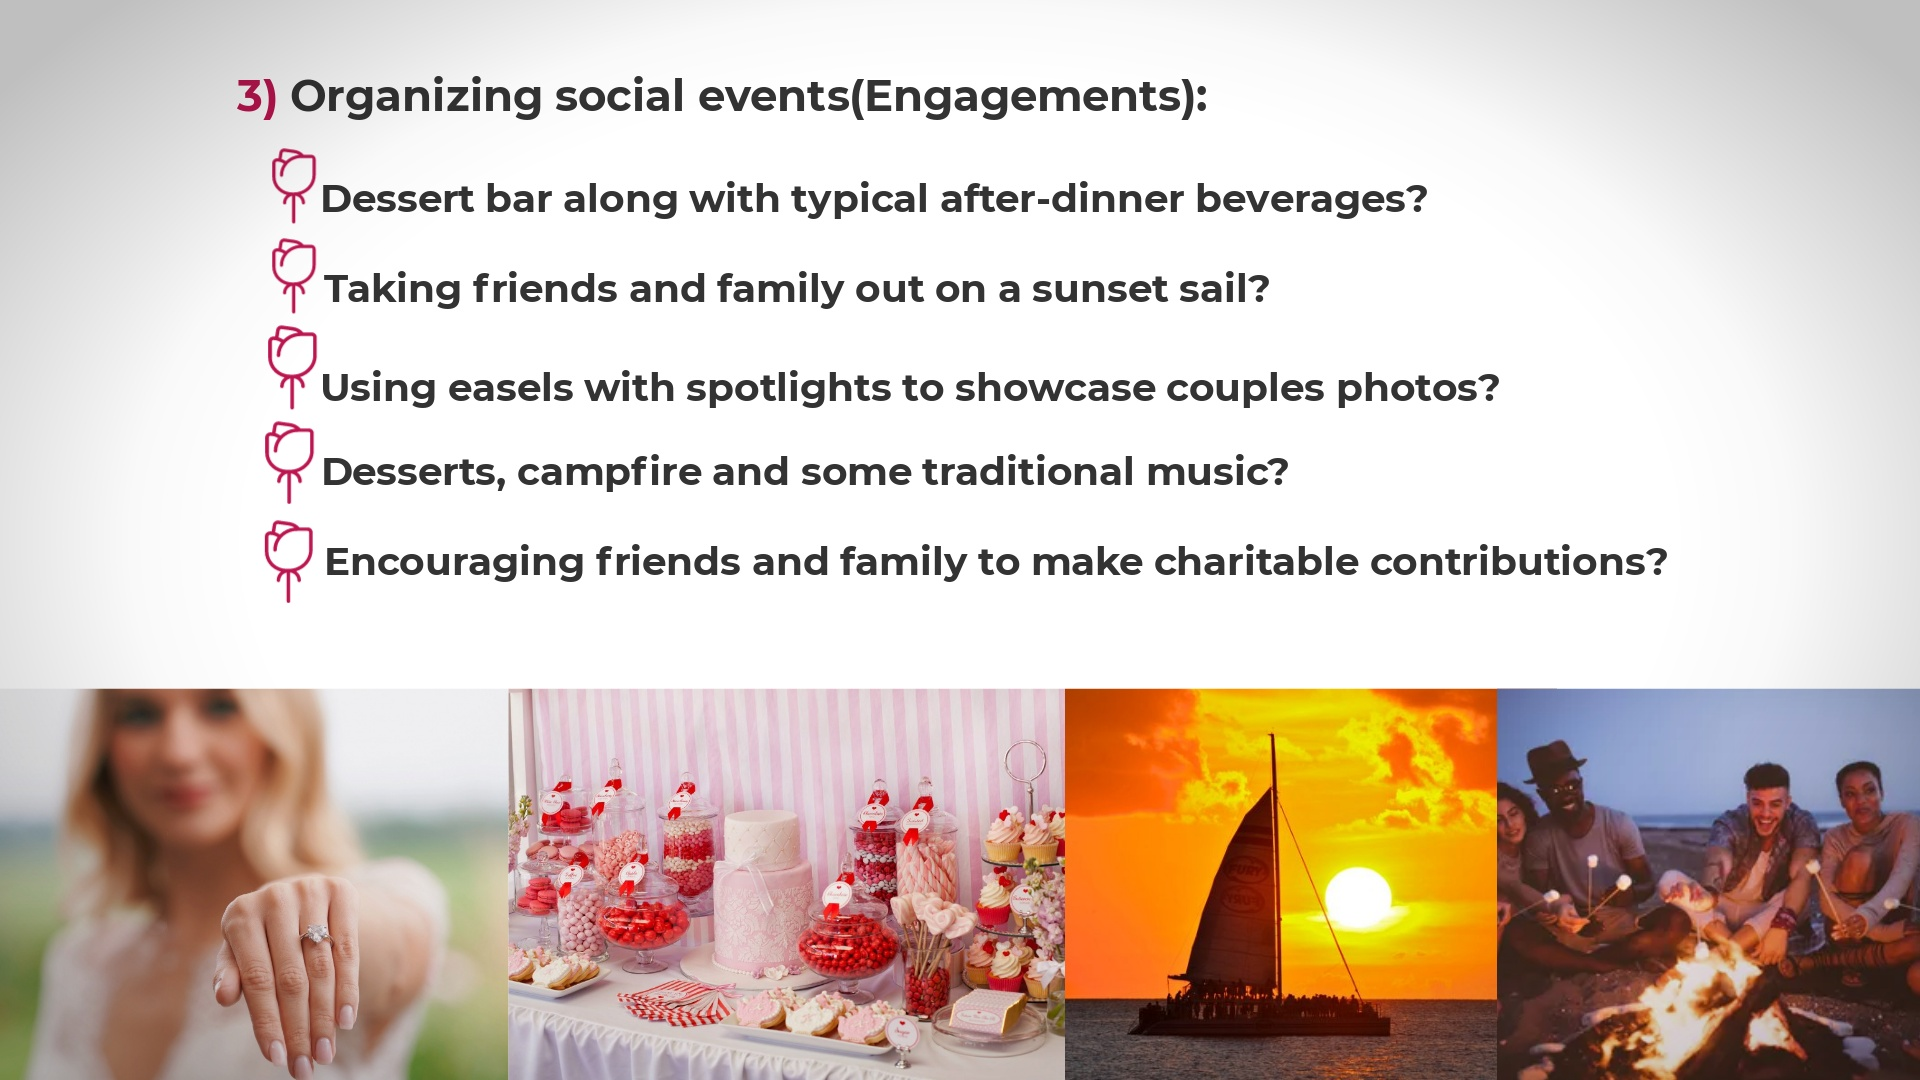 3) Organizing social events(Engagements):
Dessert bar along with typical after-dinner beverages?
Taking friends and family out on a sunset sail?
Using easels with spotlights to showcase couples photos?
Desserts, campfire and some traditional music?
Encouraging friends and family to make charitable contributions?
FURY